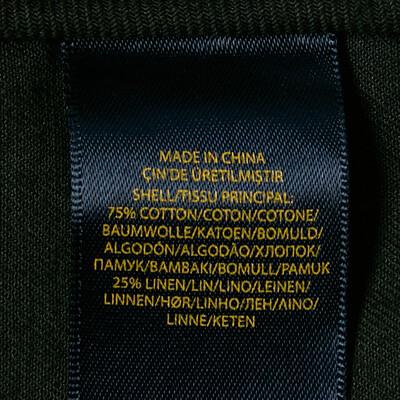 MADE IN CHINA
ÇIN'DE ÜRETILMIŞTIR
SHELL/TISSU PRINCIPAL:
75% COTTON/COTON/COTONE/
BAUMWOLLE/KATOEN/BOMULD/
ALGODÓN/ALGODÃO/ХЛОПОК/
ПАМУК/ΒΑΜΒΑΚΙ/BOMULL/PAMUK
25% LINEN/LIN/LINO/LEINEN/
LINNEN/HØR/LINHO/ЛЕН/ΛΙΝΟ/
LINNE/KETEN